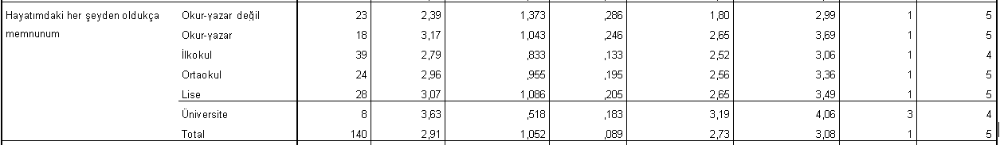 Hayatımdaki her şeyden oldukça Okur-yazar değil 23 2,39 1,373 ,286 1,80 2,99 1 5
memnunum Okur-yazar 18 3,17 1,043 ,246 2,65 3,69 1 5
İlkokul 39 2,79 ,833 ,133 2,52 3,06 1 4
Ortaokul 24 2,96 ,955 ,195 2,56 3,36 1 5
Lise 28 3,07 1,086 ,205 2,65 3,49 1 5
Üniversite 8 3,63 ,518 ,183 3,19 4,06 3 4
Total 140 2,91 1,052 ,089 2,73 3,08 1 5